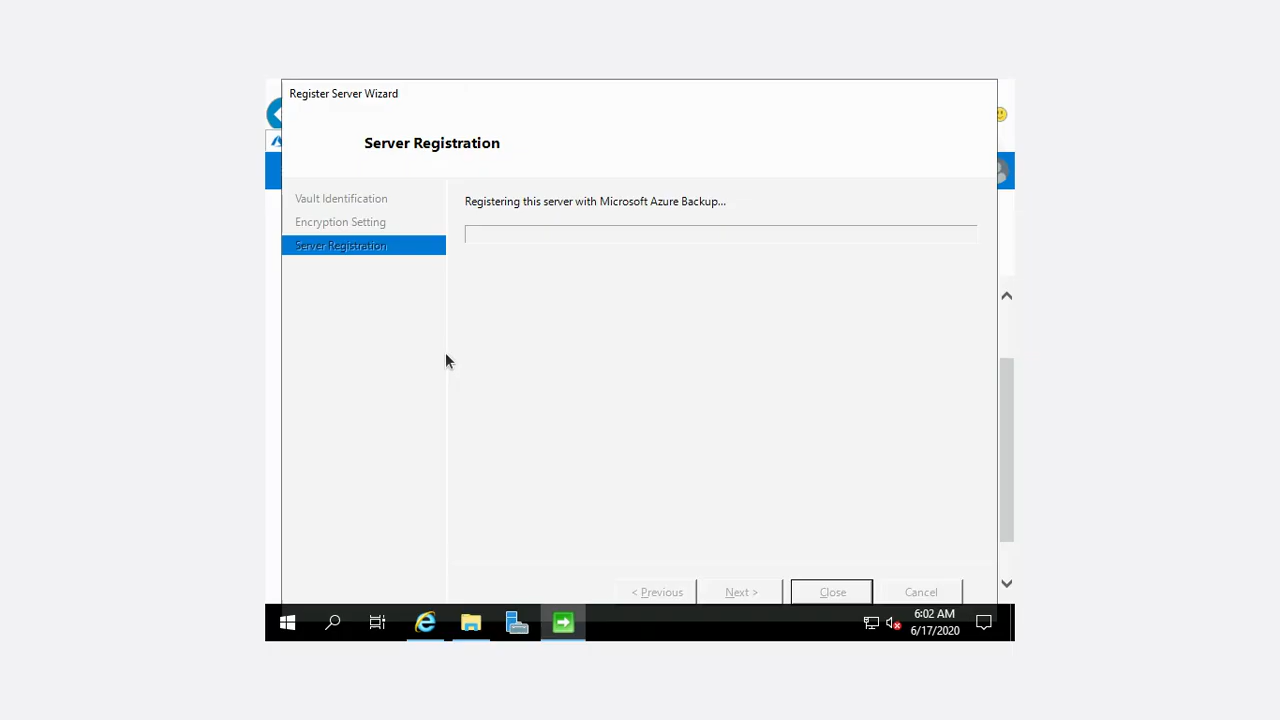 Register Server Wizard
Server Registration
Vault Identification
Encryption Setting
Server Registration
Registering this server with Microsoft Azure Backup...
< Previous
Next >
Close
Cancel
6:02 AM
6/17/2020